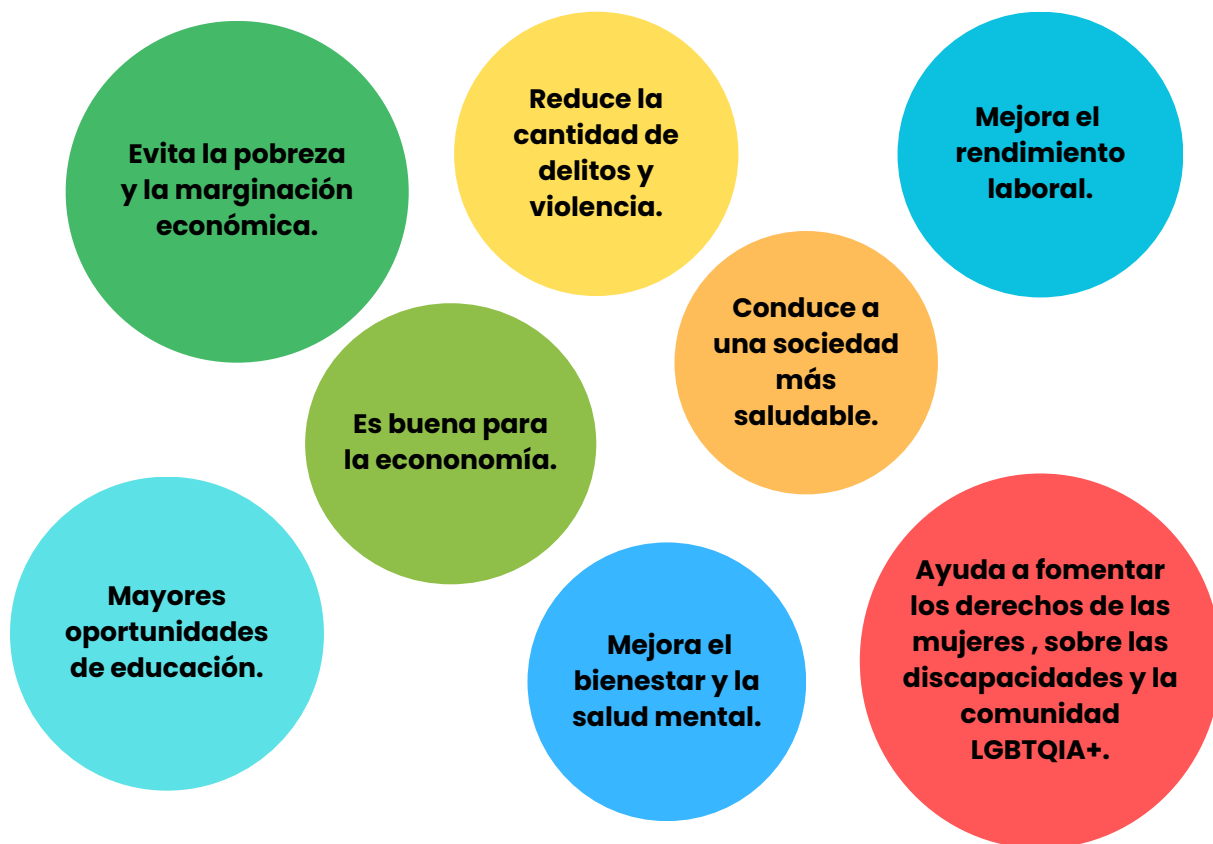 Evita la pobreza
y la marginación
económica.
Reduce la
cantidad de
delitos y
violencia.
Mejora el
rendimiento
laboral.
Es buena para
la econonomía.
Conduce a
una sociedad
más
saludable.
Mayores
oportunidades
de educación.
Mejora el
bienestar y la
salud mental.
Ayuda a fomentar
los derechos de las
mujeres , sobre las
discapacidades y la
comunidad
LGBTQIA+.